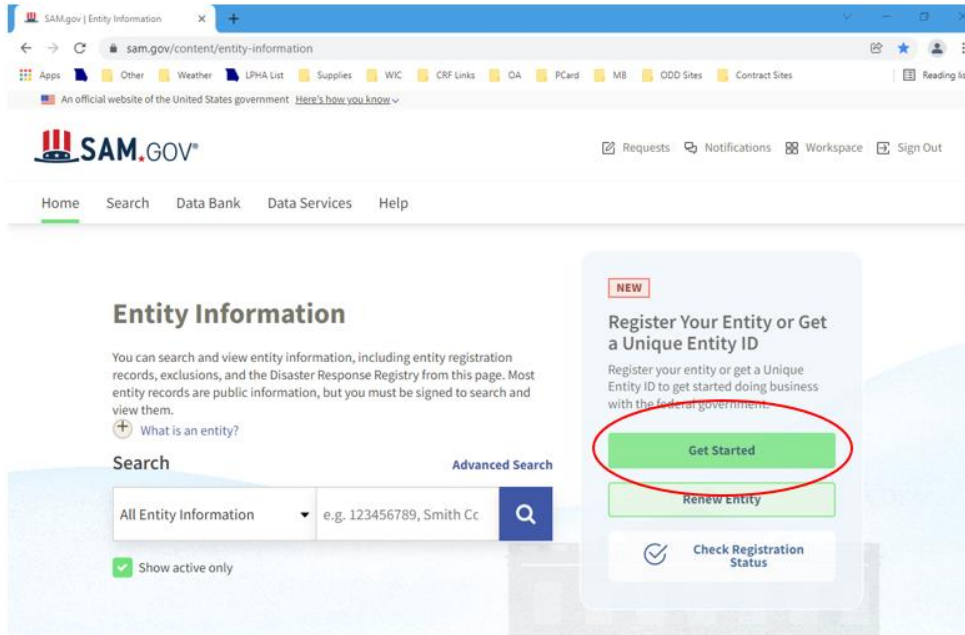 SAM.gov | Entity Information
sam.gov/content/entity-information
Apps Other Weather LPHA List Supplies WIC CRF Links OA PCard MB ODD Sites Contract Sites Reading lis
An official website of the United States government Here's how you know
SAM.GOV®
Requests Notifications Workspace Sign Out
Home Search Data Bank Data Services Help
NEW
Entity Information
Register Your Entity or Get
a Unique Entity ID
You can search and view entity information, including entity registration
records, exclusions, and the Disaster Response Registry from this page. Most
entity records are public information, but you must be signed to search and
view them.
Register your entity or get a Unique
Entity ID to get started doing business
with the federal government.
What is an entity?
Get Started
Search Advanced Search
Renew Entity
All Entity Information e.g. 123456789, Smith Cc
Check Registration
Status
Show active only